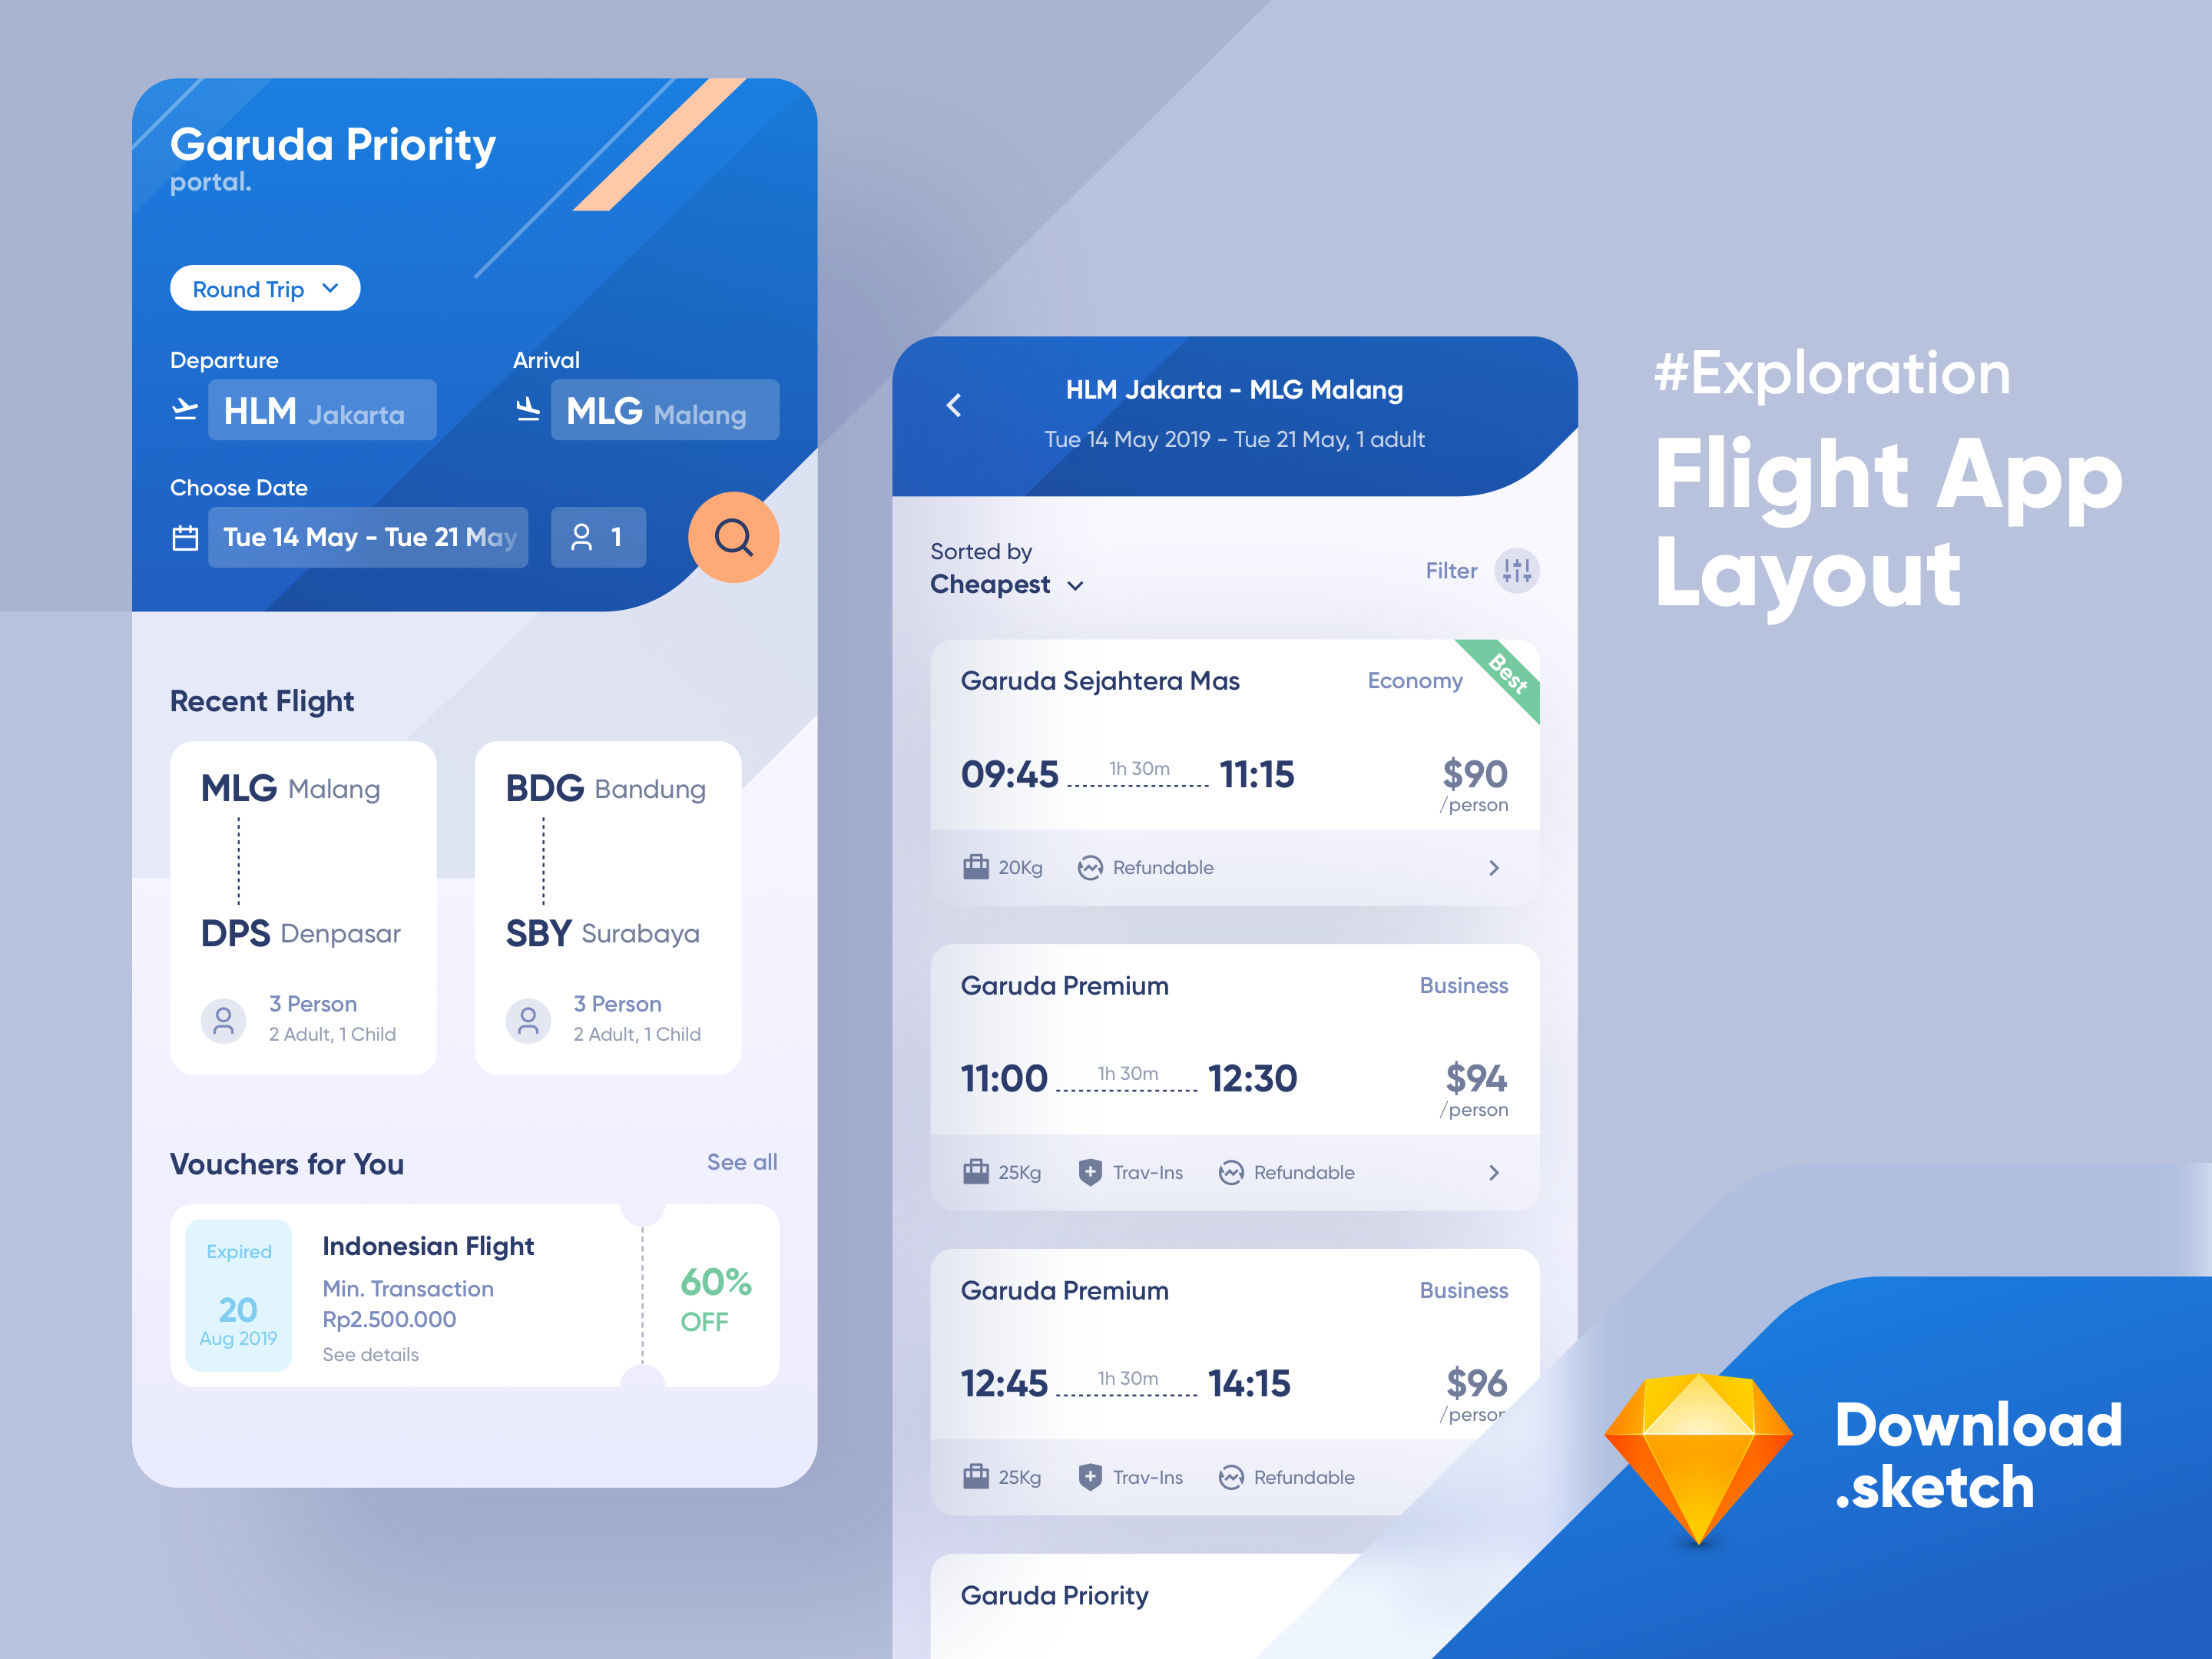 Garuda Priority
portal.
Round Trip
Departure
Arrival
HLM Jakarta
MLG Malang
Choose Date
Tue 14 May - Tue 21 May
1
Recent Flight
MLG Malang
DPS Denpasar
3 Person
2 Adult, 1 Child
BDG Bandung
SBY Surabaya
3 Person
2 Adult, 1 Child
Vouchers for You
See all
Expired
20
Aug 2019
Indonesian Flight
Min. Transaction
Rp2.500.000
See details
60%
OFF
HLM Jakarta - MLG Malang
Tue 14 May 2019 - Tue 21 May, 1 adult
Sorted by
Cheapest
Filter
Garuda Sejahtera Mas
Economy
Best
09:45 1h 30m 11:15
$90
/person
20Kg Refundable
Garuda Premium
Business
11:00 1h 30m 12:30
$94
/person
25Kg Trav-Ins Refundable
Garuda Premium
Business
12:45 1h 30m 14:15
$96
/person
25Kg Trav-Ins Refundable
Garuda Priority
#Exploration
Flight App
Layout
Download
.sketch